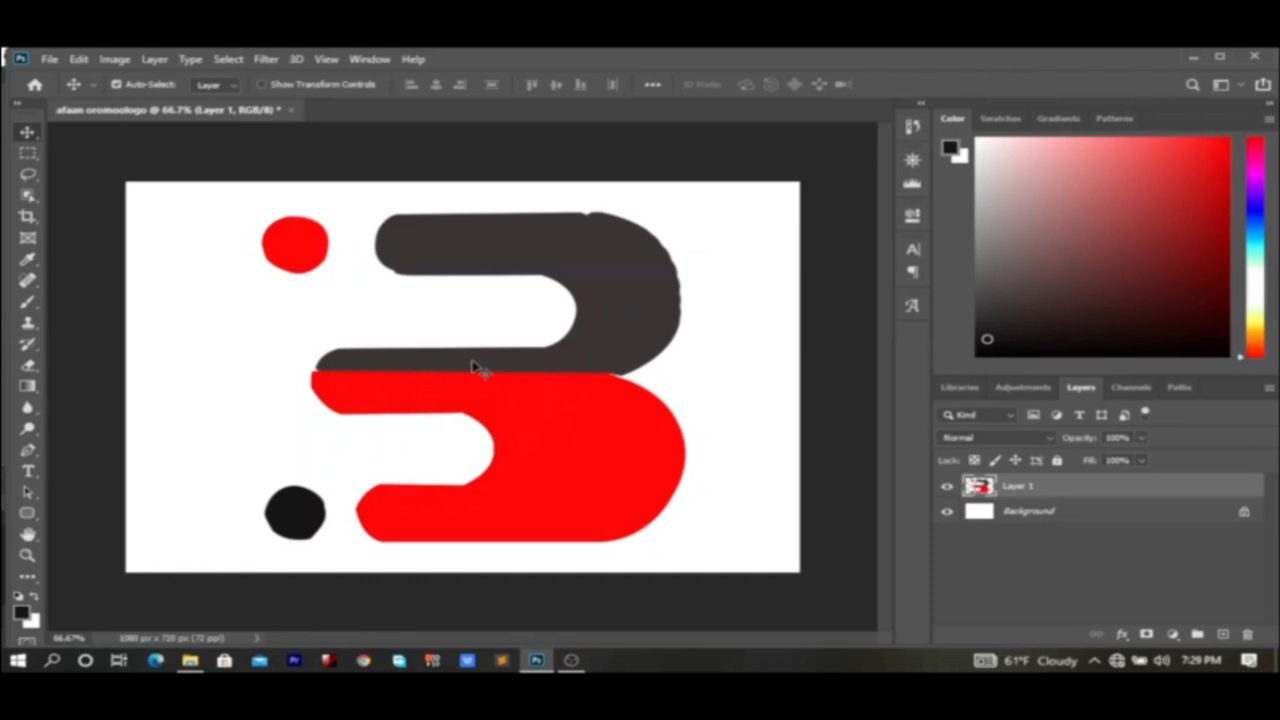 Ps File Edit Image Layer Type Select Filter 3D View Window Help
Auto-Select: Layer Show Transform Controls 3D Mode:
afaan oromoologo @ 66.7% (Layer 1, RGB/8) *
Color Swatches Gradients Patterns
Libraries Adjustments Layers Channels Paths
Kind
Normal Opacity: 100%
Lock: Fill: 100%
Layer 1
Background
66.67% 1080 px x 720 px (72 ppi)
61°F Cloudy 7:29 PM